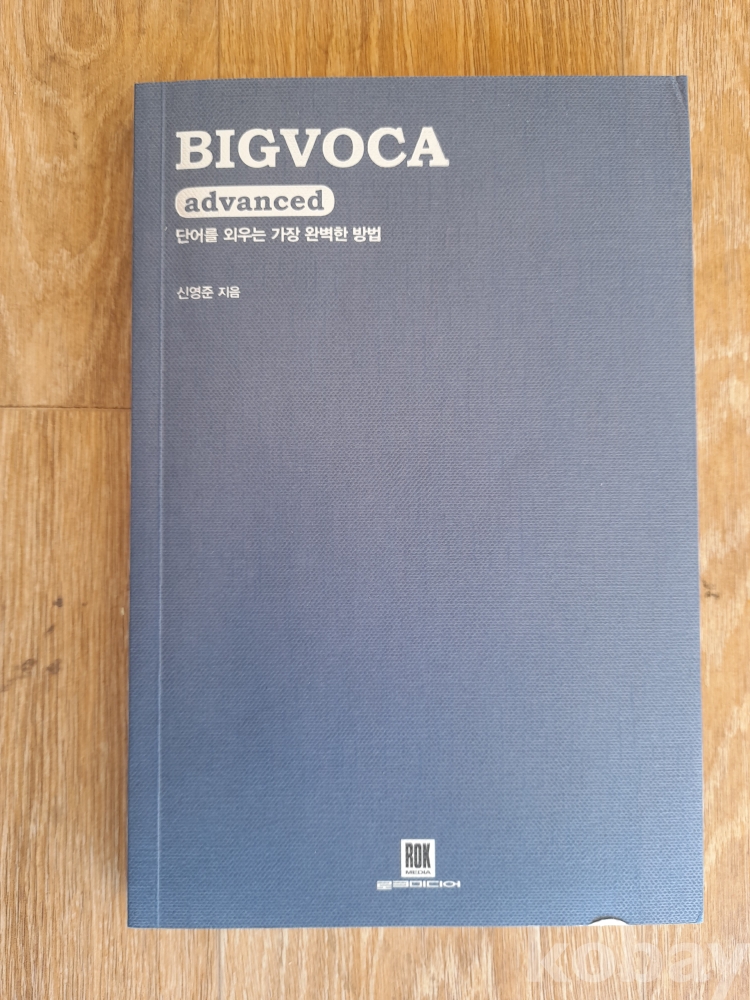 BIGVOCA
advanced
단어를 외우는 가장 완벽한 방법
신영준 지음
ROK
MEDIA
로크미디어
kobay